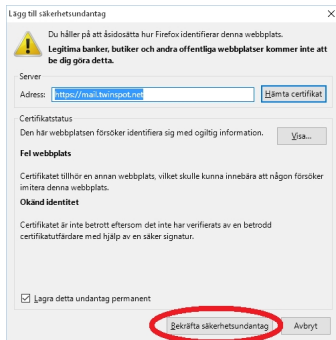 Lägg till säkerhetsundantag
Du håller på att åsidosätta hur Firefox identifierar denna webbplats.
Legitima banker, butiker och andra offentliga webbplatser kommer inte att
be dig göra detta.
Server
Adress: https://mail.twinspot.net Hämta certifikat
Certifikatstatus
Den här webbplatsen försöker identifiera sig med ogiltig information. Visa...
Fel webbplats
Certifikatet tillhör en annan webbplats, vilket skulle kunna innebära att någon försöker
imitera denna webbplats.
Okänd identitet
Certifikatet är inte betrott eftersom det inte har verifierats av en betrodd
certifikatutfärdare med hjälp av en säker signatur.
Lagra detta undantag permanent
Bekräfta säkerhetsundantag Avbryt